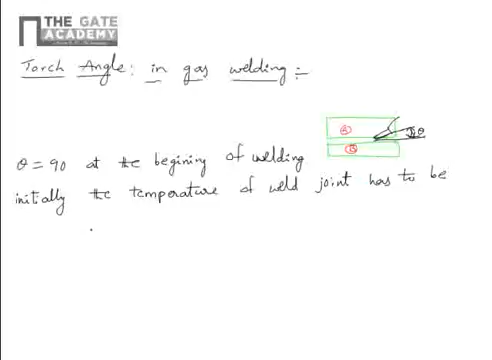 THE GATE
ACADEMY
Torch Angle: in gas welding :-
A
θ
B
θ = 90 at the begining of welding
initially the temperature of weld joint has to be